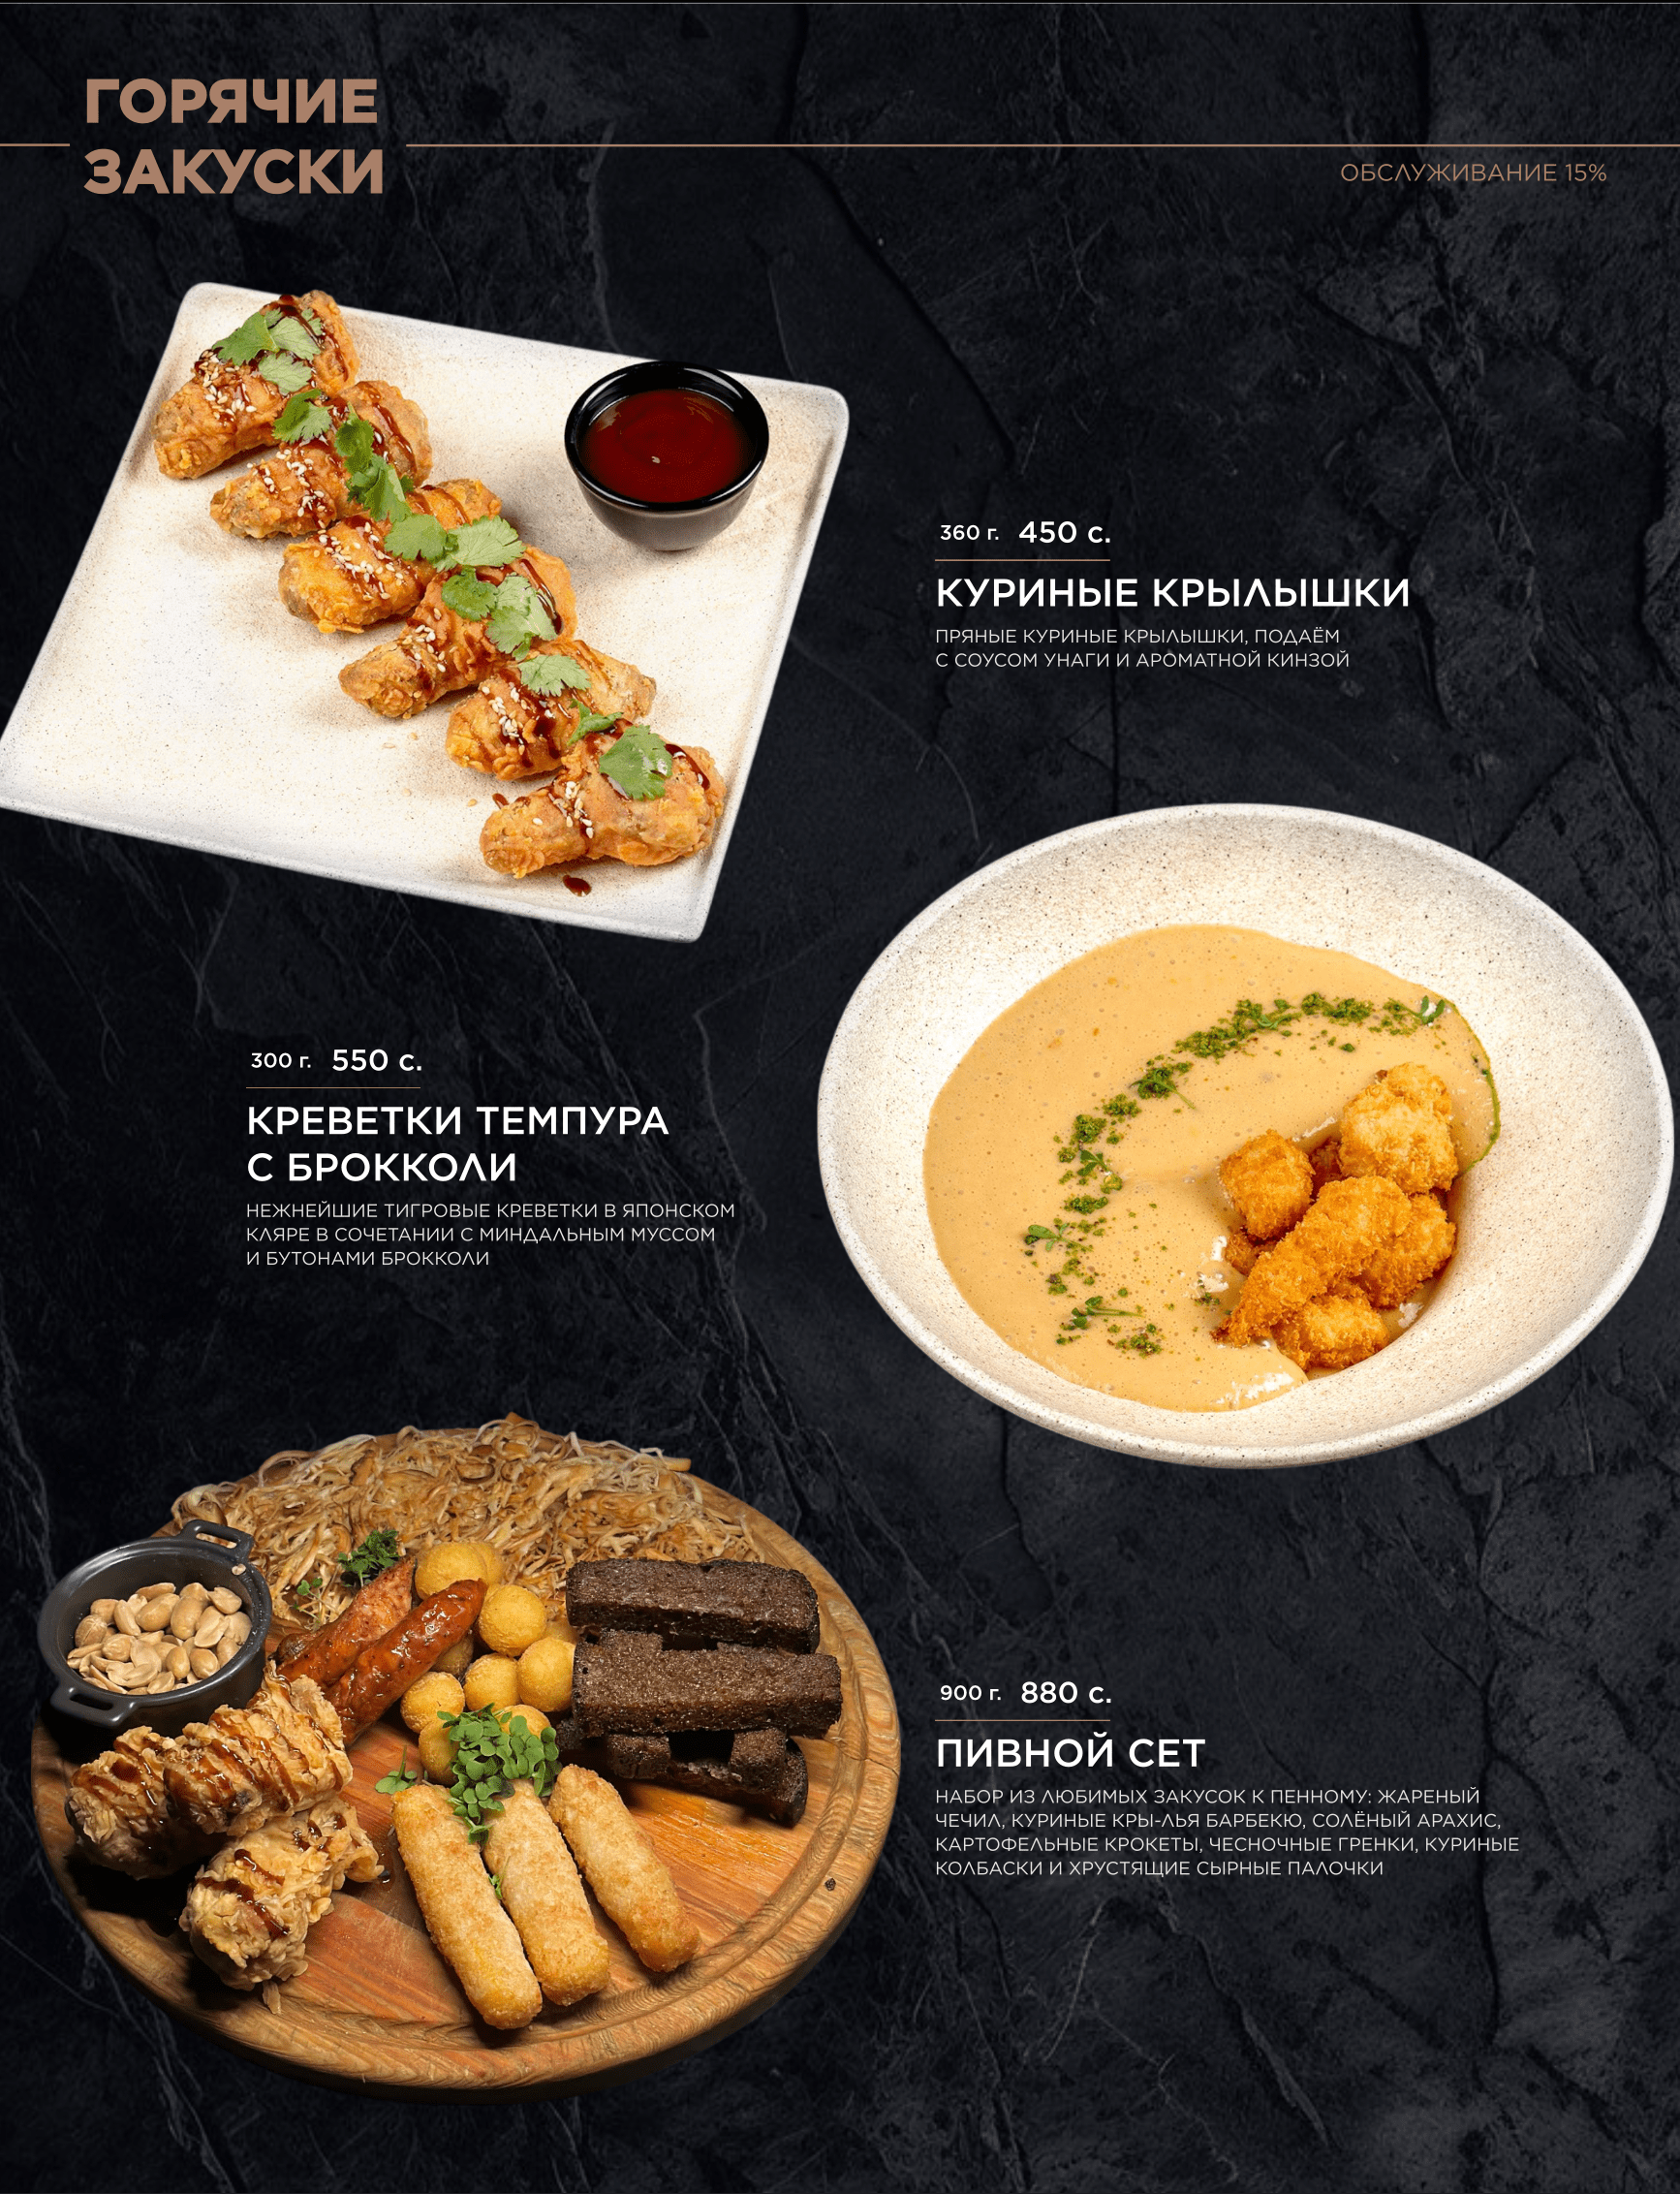 ГОРЯЧИЕ
ЗАКУСКИ
ОБСЛУЖИВАНИЕ 15%
360 г. 450 с.
КУРИНЫЕ КРЫЛЫШКИ
ПРЯНЫЕ КУРИНЫЕ КРЫЛЫШКИ, ПОДАЁМ
С СОУСОМ УНАГИ И АРОМАТНОЙ КИНЗОЙ
300 г. 550 с.
КРЕВЕТКИ ТЕМПУРА
С БРОККОЛИ
НЕЖНЕЙШИЕ ТИГРОВЫЕ КРЕВЕТКИ В ЯПОНСКОМ
КЛЯРЕ В СОЧЕТАНИИ С МИНДАЛЬНЫМ МУССОМ
И БУТОНАМИ БРОККОЛИ
900 г. 880 с.
ПИВНОЙ СЕТ
НАБОР ИЗ ЛЮБИМЫХ ЗАКУСОК К ПЕННОМУ: ЖАРЕНЫЙ
ЧЕЧИЛ, КУРИНЫЕ КРЫ-ЛЬЯ БАРБЕКЮ, СОЛЁНЫЙ АРАХИС,
КАРТОФЕЛЬНЫЕ КРОКЕТЫ, ЧЕСНОЧНЫЕ ГРЕНКИ, КУРИНЫЕ
КОЛБАСКИ И ХРУСТЯЩИЕ СЫРНЫЕ ПАЛОЧКИ